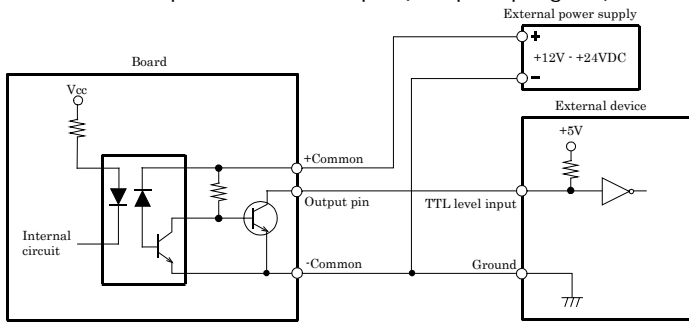 External power supply
+
+12V - +24VDC
-
Board
External device
Vcc
+5V
+Common
Output pin
TTL level input
Internal
circuit
-Common
Ground